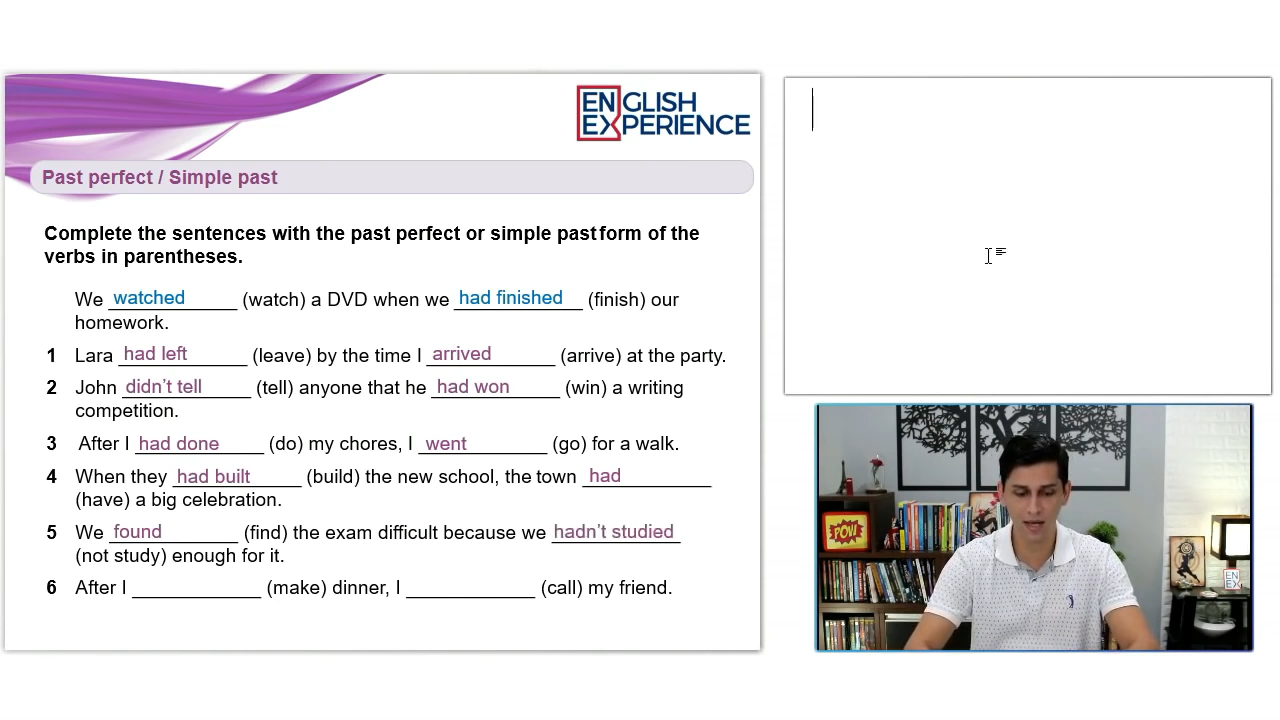 ENGLISH
EXPERIENCE
Past perfect / Simple past
Complete the sentences with the past perfect or simple past form of the
verbs in parentheses.
We watched (watch) a DVD when we had finished (finish) our
homework.
1 Lara had left (leave) by the time I arrived (arrive) at the party.
2 John didn't tell (tell) anyone that he had won (win) a writing
competition.
3 After I had done (do) my chores, I went (go) for a walk.
4 When they had built (build) the new school, the town had
(have) a big celebration.
5 We found (find) the exam difficult because we hadn't studied
(not study) enough for it.
6 After I ____________ (make) dinner, I ____________ (call) my friend.
POW!
EN
EX